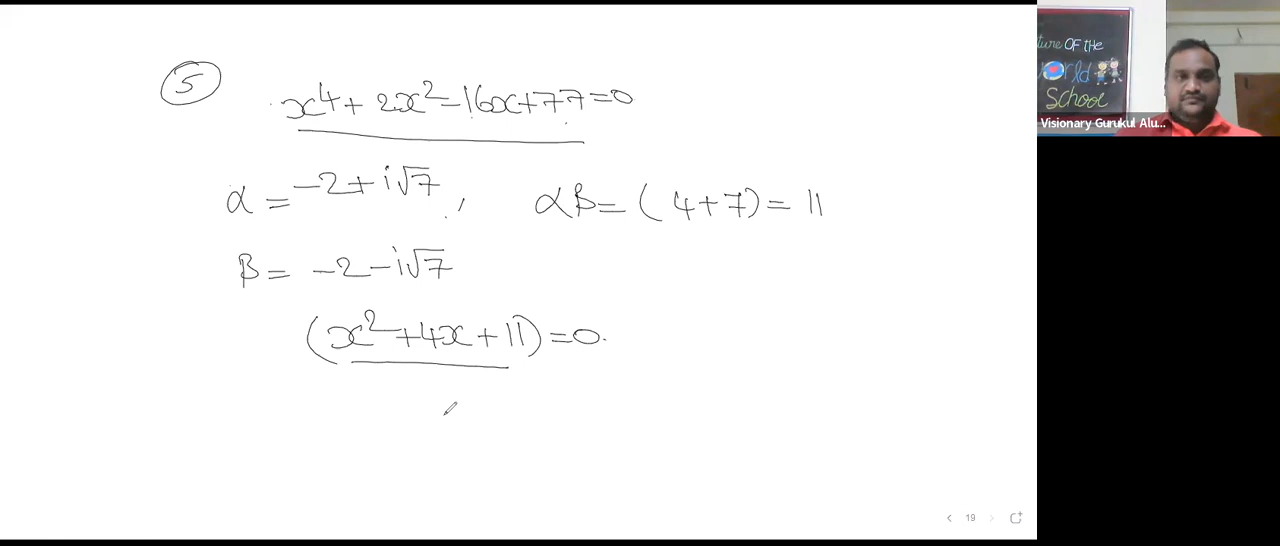 5
x⁴ + 2x² - 16x + 77 = 0
α = -2 + i√7, αβ = (4+7) = 11
β = -2 - i√7
(x² + 4x + 11) = 0.
19
ture OF tHe
world
School
Visionary Gurukul Alu...